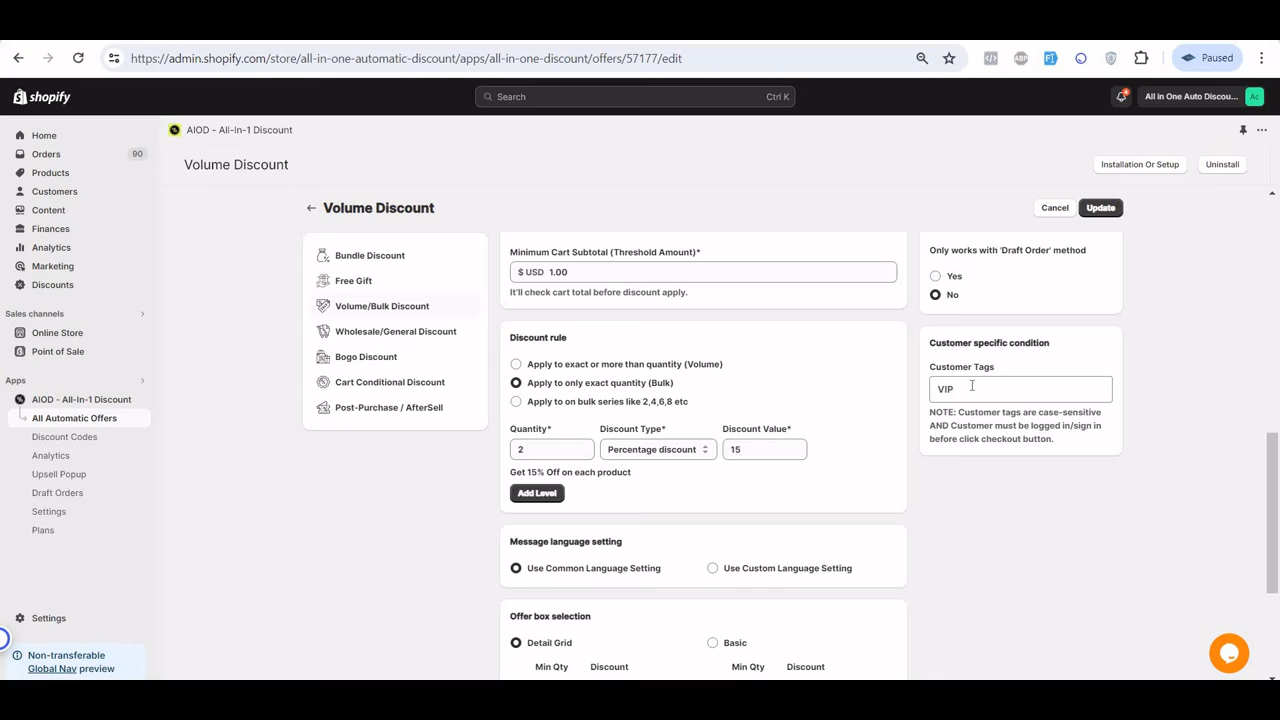 https://admin.shopify.com/store/all-in-one-automatic-discount/apps/all-in-one-discount/offers/57177/edit
ABP
Paused
shopify
Search
Ctrl K
4
All in One Auto Discou...
Ac
Home
Orders
90
Products
Customers
Content
Finances
Analytics
Marketing
Discounts
Sales channels
Online Store
Point of Sale
Apps
AIOD - All-In-1 Discount
All Automatic Offers
Discount Codes
Analytics
Upsell Popup
Draft Orders
Settings
Plans
Settings
Non-transferable
Global Nav preview
AIOD - All-In-1 Discount
Volume Discount
Installation Or Setup
Uninstall
Volume Discount
Cancel
Update
Bundle Discount
Free Gift
Volume/Bulk Discount
Wholesale/General Discount
Bogo Discount
Cart Conditional Discount
Post-Purchase / AfterSell
Minimum Cart Subtotal (Threshold Amount)*
$ USD 1.00
It'll check cart total before discount apply.
Discount rule
Apply to exact or more than quantity (Volume)
Apply to only exact quantity (Bulk)
Apply to on bulk series like 2,4,6,8 etc
Quantity* Discount Type* Discount Value*
2 Percentage discount 15
Get 15% Off on each product
Add Level
Message language setting
Use Common Language Setting
Use Custom Language Setting
Offer box selection
Detail Grid
Basic
Min Qty Discount
Min Qty Discount
Only works with 'Draft Order' method
Yes
No
Customer specific condition
Customer Tags
VIP
NOTE: Customer tags are case-sensitive
AND Customer must be logged in/sign in
before click checkout button.